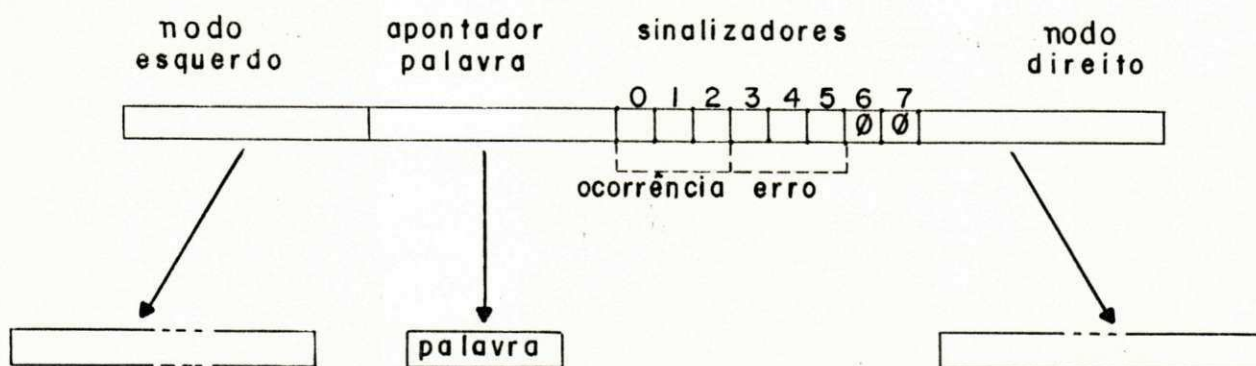 nodo esquerdo
apontador palavra
sinalizadores
nodo direito
0 1 2 3 4 5 6 7
Ø Ø
ocorrência erro
palavra